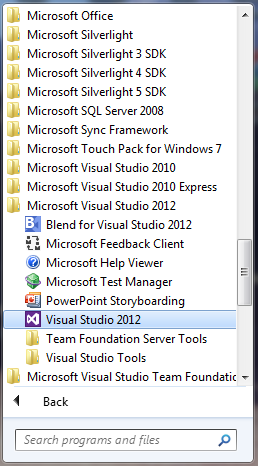 Microsoft Office
Microsoft Silverlight
Microsoft Silverlight 3 SDK
Microsoft Silverlight 4 SDK
Microsoft Silverlight 5 SDK
Microsoft SQL Server 2008
Microsoft Sync Framework
Microsoft Touch Pack for Windows 7
Microsoft Visual Studio 2010
Microsoft Visual Studio 2010 Express
Microsoft Visual Studio 2012
Blend for Visual Studio 2012
Microsoft Feedback Client
Microsoft Help Viewer
Microsoft Test Manager
PowerPoint Storyboarding
Visual Studio 2012
Team Foundation Server Tools
Visual Studio Tools
Microsoft Visual Studio Team Foundatio
Back
Search programs and files